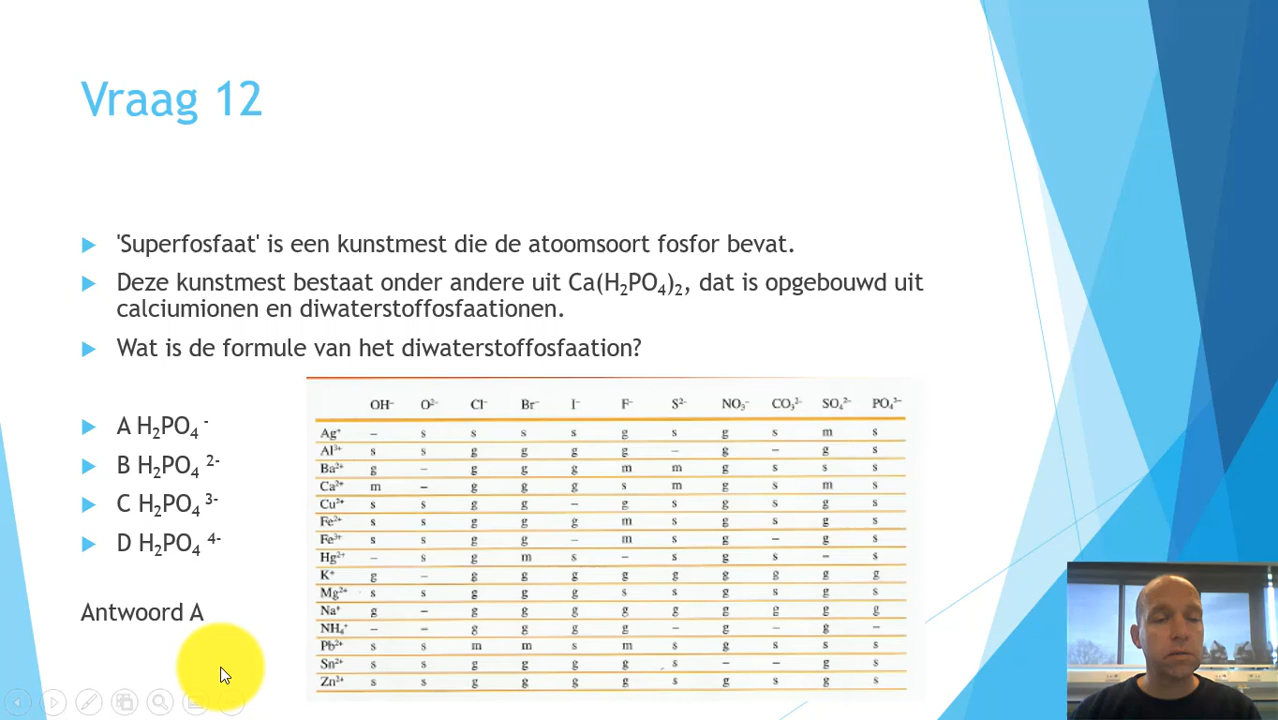 Vraag 12
'Superfosfaat' is een kunstmest die de atoomsoort fosfor bevat.
Deze kunstmest bestaat onder andere uit Ca(H₂PO₄)₂, dat is opgebouwd uit
calciumionen en diwaterstoffosfaationen.
Wat is de formule van het diwaterstoffosfaation?
A H₂PO₄ ⁻
B H₂PO₄ ²⁻
C H₂PO₄ ³⁻
D H₂PO₄ ⁴⁻
Antwoord A
OH⁻ O²⁻ Cl⁻ Br⁻ I⁻ F⁻ S²⁻ NO₃⁻ CO₃²⁻ SO₄²⁻ PO₄³⁻
Ag⁺ – s s s s g s g s m s
Al³⁺ s s g g g g – g – g s
Ba²⁺ g – g g g m m g s s s
Ca²⁺ m – g g g s m g s m s
Cu²⁺ s s g g – g s g s g s
Fe²⁺ s s g g g m s g s g s
Fe³⁺ s s g g – m s g – g s
Hg²⁺ – s g m s – s g s – s
K⁺ g – g g g g g g g g g
Mg²⁺ s s g g g s s g s g s
Na⁺ g – g g g g g g g g g
NH₄⁺ – – g g g g – g – g –
Pb²⁺ s s m m s m s g s s s
Sn²⁺ s s g g g g s – – g s
Zn²⁺ s s g g g g s g s g s